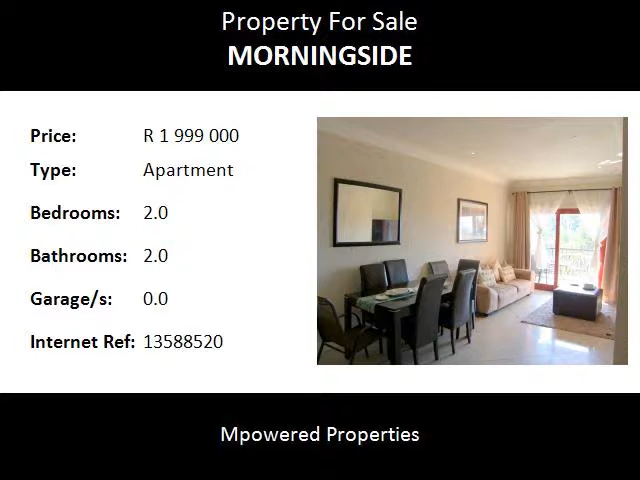 Property For Sale
MORNINGSIDE
Price: R 1 999 000
Type: Apartment
Bedrooms: 2.0
Bathrooms: 2.0
Garage/s: 0.0
Internet Ref: 13588520
Mpowered Properties